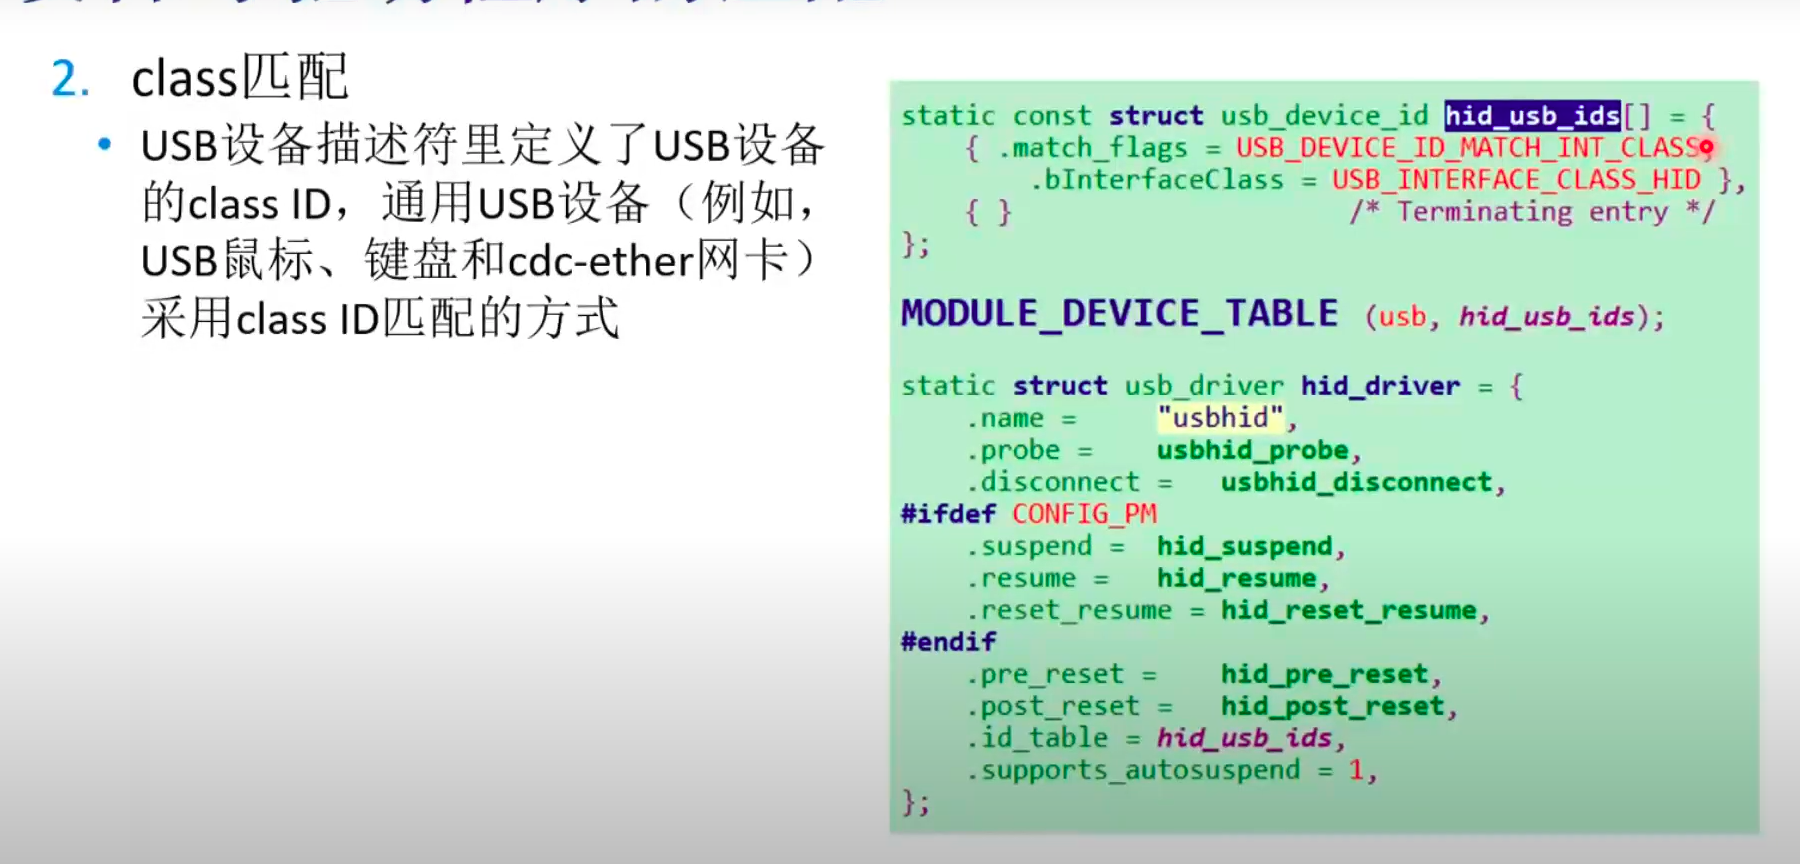 2. class匹配
• USB设备描述符里定义了USB设备
的class ID，通用USB设备（例如，
USB鼠标、键盘和cdc-ether网卡）
采用class ID匹配的方式
static const struct usb_device_id hid_usb_ids[] = {
{ .match_flags = USB_DEVICE_ID_MATCH_INT_CLASS,
.bInterfaceClass = USB_INTERFACE_CLASS_HID },
{ } /* Terminating entry */
};
MODULE_DEVICE_TABLE (usb, hid_usb_ids);
static struct usb_driver hid_driver = {
.name = "usbhid",
.probe = usbhid_probe,
.disconnect = usbhid_disconnect,
#ifdef CONFIG_PM
.suspend = hid_suspend,
.resume = hid_resume,
.reset_resume = hid_reset_resume,
#endif
.pre_reset = hid_pre_reset,
.post_reset = hid_post_reset,
.id_table = hid_usb_ids,
.supports_autosuspend = 1,
};